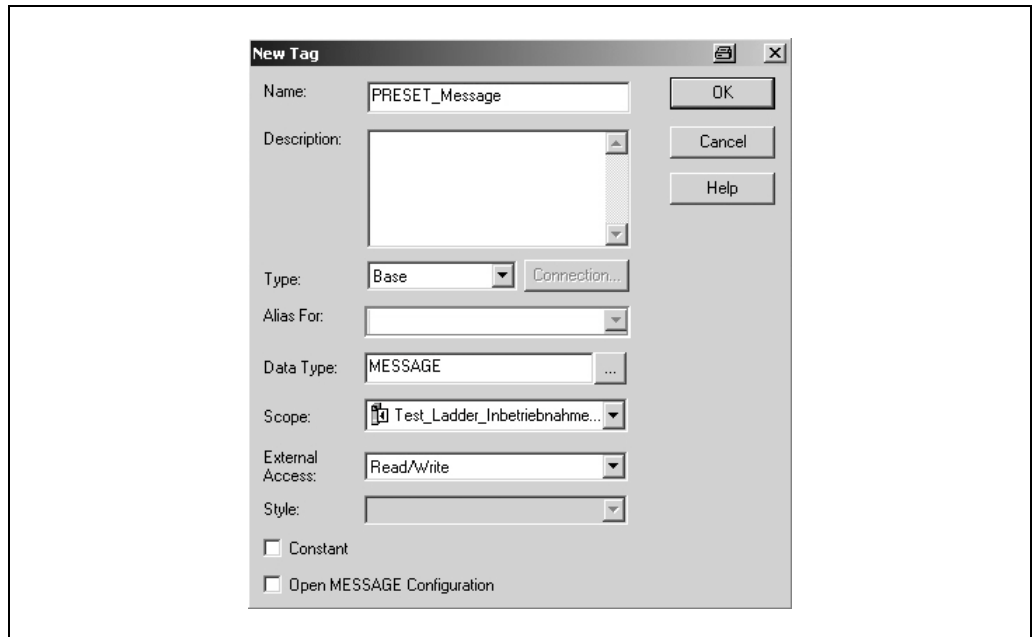 New Tag
Name: PRESET_Message OK
Description: Cancel
Help
Type: Base Connection...
Alias For:
Data Type: MESSAGE ...
Scope: Test_Ladder_Inbetriebnahme...
External
Access: Read/Write
Style:
Constant
Open MESSAGE Configuration